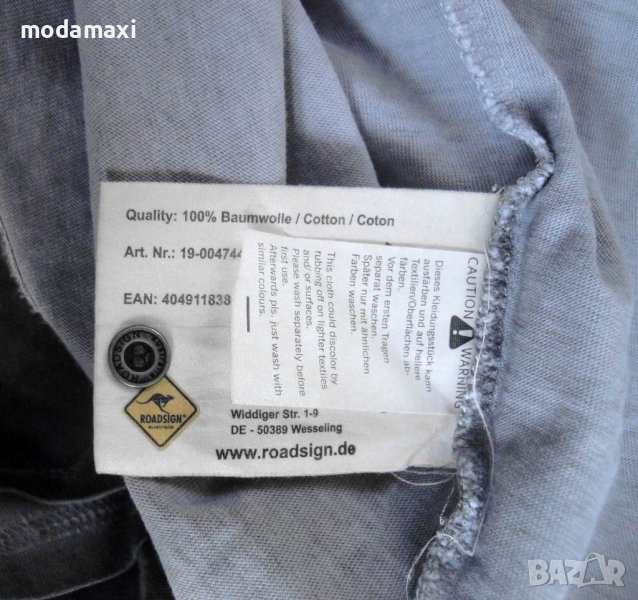 modamaxi
Quality: 100% Baumwolle / Cotton / Coton
Art. Nr.: 19-004744
EAN: 404911838
ROADSIGN®
Widdiger Str. 1-9
DE - 50389 Wesseling
www.roadsign.de
CAUTION WARNING
Dieses Kleidungsstück kann
ausfärben und auf hellere
Textilien/Oberflächen ab-
färben.
Vor dem ersten Tragen
separat waschen.
Später nur mit ähnlichen
Farben waschen.
This cloth could discolor by
rubbing off on lighter textiles
and/ or surfaces.
Please wash separately before
first use.
Afterwards pls. just wash with
similar colours.
BAZAR